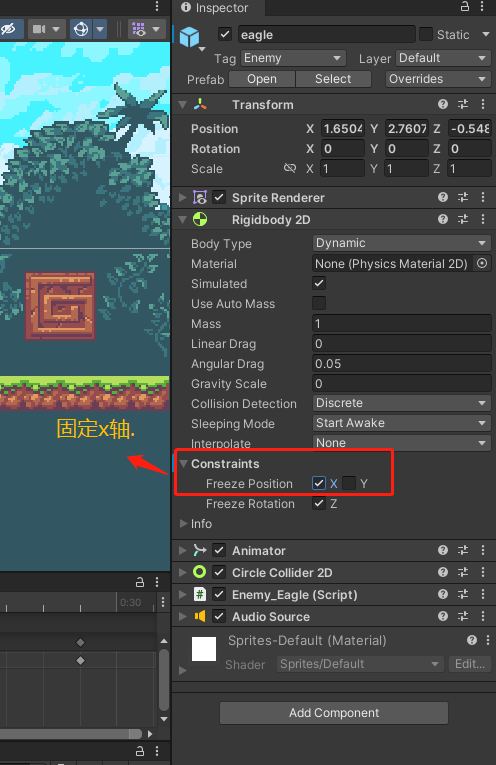 Inspector
eagle
Static
Tag Enemy Layer Default
Prefab Open Select Overrides
Transform
Position X 1.6504 Y 2.7607 Z -0.548
Rotation X 0 Y 0 Z 0
Scale X 1 Y 1 Z 1
Sprite Renderer
Rigidbody 2D
Body Type Dynamic
Material None (Physics Material 2D)
Simulated
Use Auto Mass
Mass 1
Linear Drag 0
Angular Drag 0.05
Gravity Scale 0
Collision Detection Discrete
固定x轴.
Sleeping Mode Start Awake
Interpolate None
Constraints
Freeze Position X Y
Freeze Rotation Z
Info
Animator
Circle Collider 2D
Enemy_Eagle (Script)
0:30
Audio Source
Sprites-Default (Material)
Shader Sprites/Default Edit...
Add Component